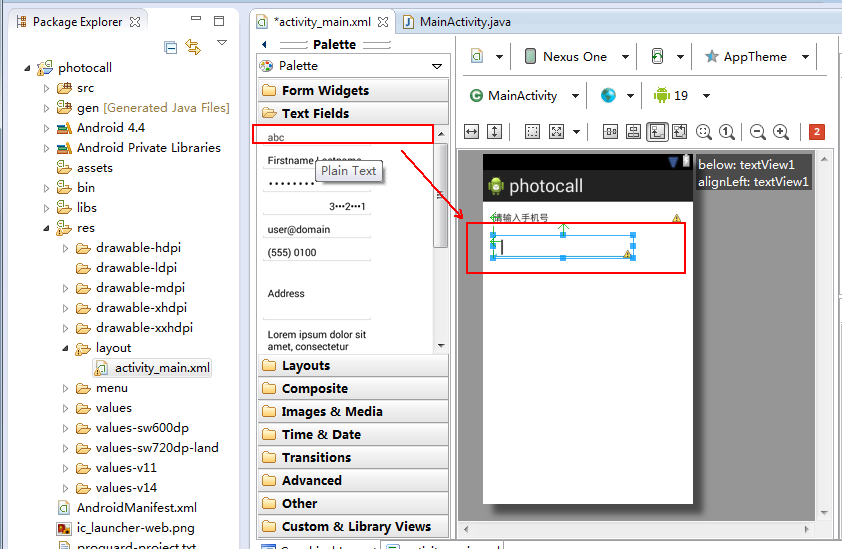 Package Explorer
photocall
src
gen [Generated Java Files]
Android 4.4
Android Private Libraries
assets
bin
libs
res
drawable-hdpi
drawable-ldpi
drawable-mdpi
drawable-xhdpi
drawable-xxhdpi
layout
activity_main.xml
menu
values
values-sw600dp
values-sw720dp-land
values-v11
values-v14
AndroidManifest.xml
ic_launcher-web.png
proguard-project.txt
*activity_main.xml
MainActivity.java
Palette
Palette
Form Widgets
Text Fields
abc
Firstname Lastname
Plain Text
••••••••
3•••2•••1
user@domain
(555) 0100
Address
Lorem ipsum dolor sit
amet, consectetur
Layouts
Composite
Images & Media
Time & Date
Transitions
Advanced
Other
Custom & Library Views
Nexus One
AppTheme
MainActivity
19
2
photocall
below: textView1
alignLeft: textView1
请输入手机号